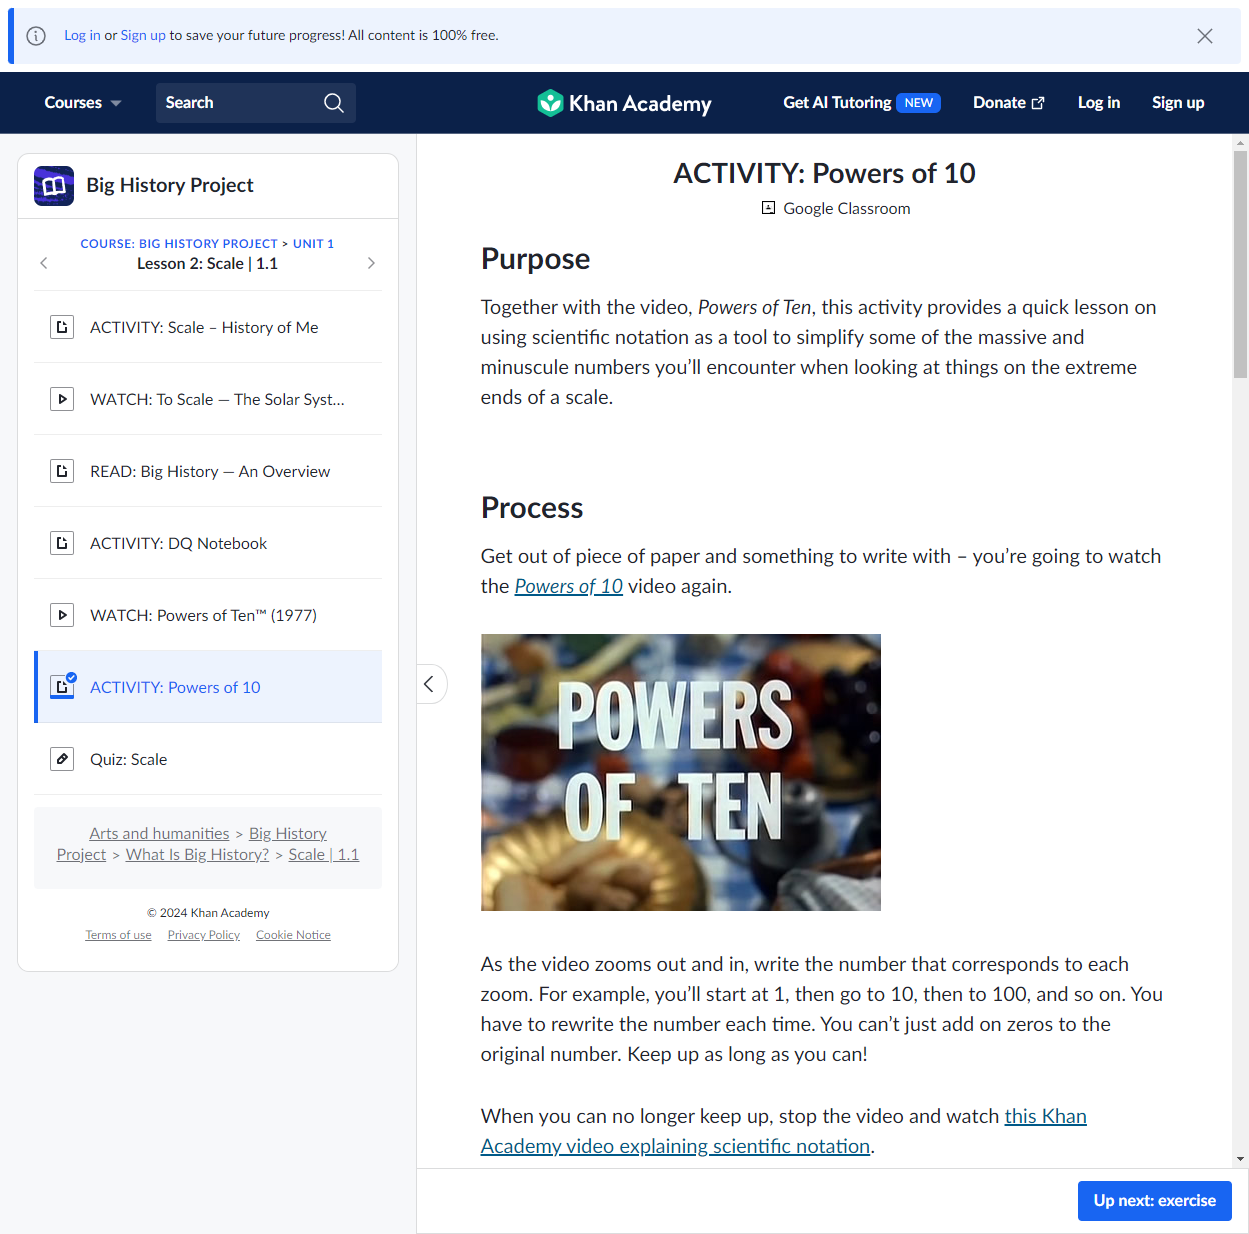 Log in or Sign up to save your future progress! All content is 100% free.
Courses
Search
Khan Academy
Get AI Tutoring NEW
Donate
Log in
Sign up
Big History Project
COURSE: BIG HISTORY PROJECT > UNIT 1
Lesson 2: Scale | 1.1
ACTIVITY: Scale – History of Me
WATCH: To Scale — The Solar Syst...
READ: Big History — An Overview
ACTIVITY: DQ Notebook
WATCH: Powers of Ten™ (1977)
ACTIVITY: Powers of 10
Quiz: Scale
Arts and humanities > Big History
Project > What Is Big History? > Scale | 1.1
© 2024 Khan Academy
Terms of use Privacy Policy Cookie Notice
ACTIVITY: Powers of 10
Google Classroom
Purpose
Together with the video, Powers of Ten, this activity provides a quick lesson on
using scientific notation as a tool to simplify some of the massive and
minuscule numbers you’ll encounter when looking at things on the extreme
ends of a scale.
Process
Get out of piece of paper and something to write with – you’re going to watch
the Powers of 10 video again.
POWERS
OF TEN
As the video zooms out and in, write the number that corresponds to each
zoom. For example, you’ll start at 1, then go to 10, then to 100, and so on. You
have to rewrite the number each time. You can’t just add on zeros to the
original number. Keep up as long as you can!
When you can no longer keep up, stop the video and watch this Khan
Academy video explaining scientific notation.
Up next: exercise